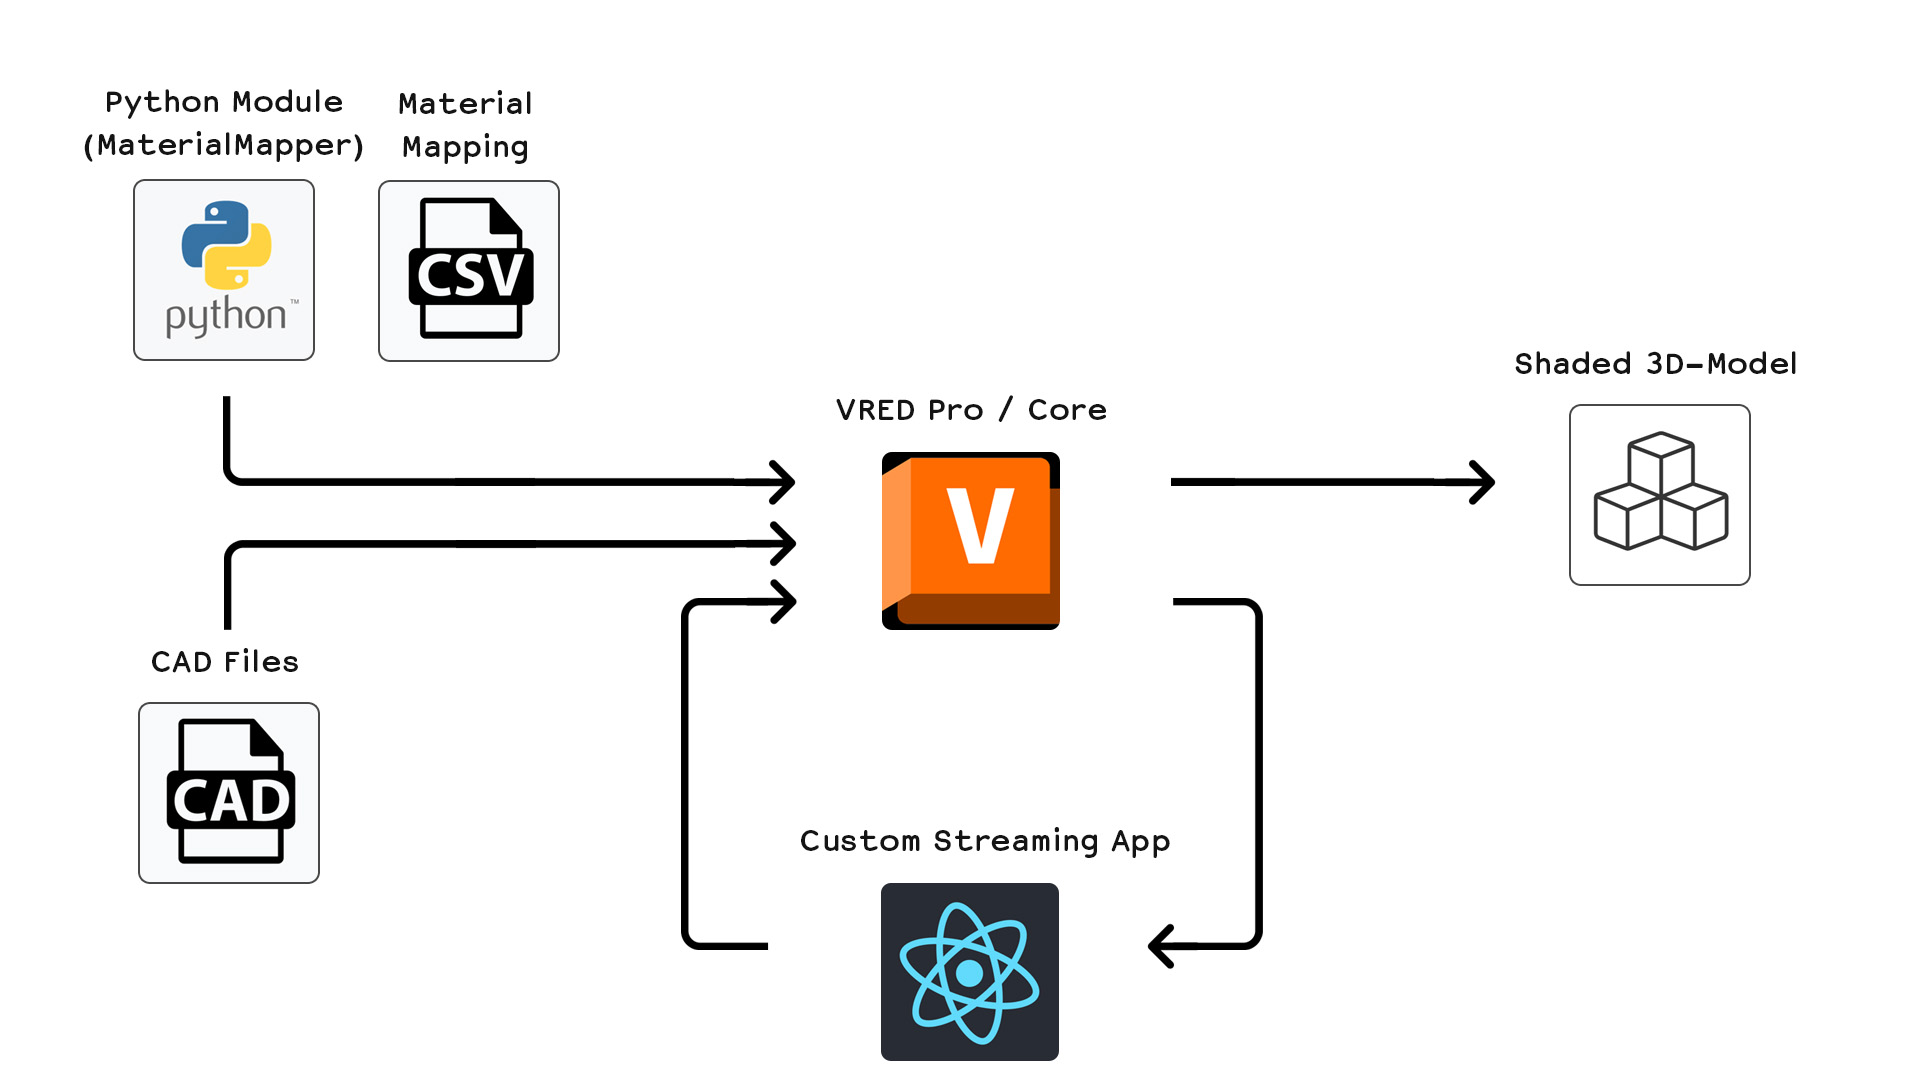 Python Module
(MaterialMapper)
Material
Mapping
python™
CSV
VRED Pro / Core
V
Shaded 3D-Model
CAD Files
CAD
Custom Streaming App